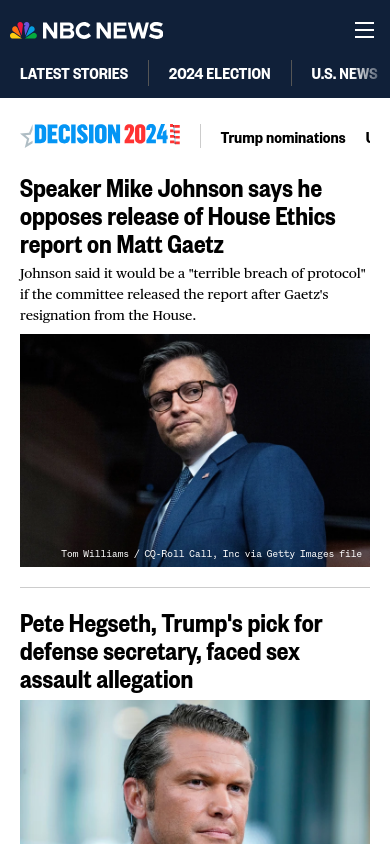 NBC NEWS
LATEST STORIES
2024 ELECTION
U.S. NEWS
DECISION 2024
Trump nominations
Speaker Mike Johnson says he
opposes release of House Ethics
report on Matt Gaetz
Johnson said it would be a "terrible breach of protocol"
if the committee released the report after Gaetz's
resignation from the House.
Tom Williams / CQ-Roll Call, Inc via Getty Images file
Pete Hegseth, Trump's pick for
defense secretary, faced sex
assault allegation